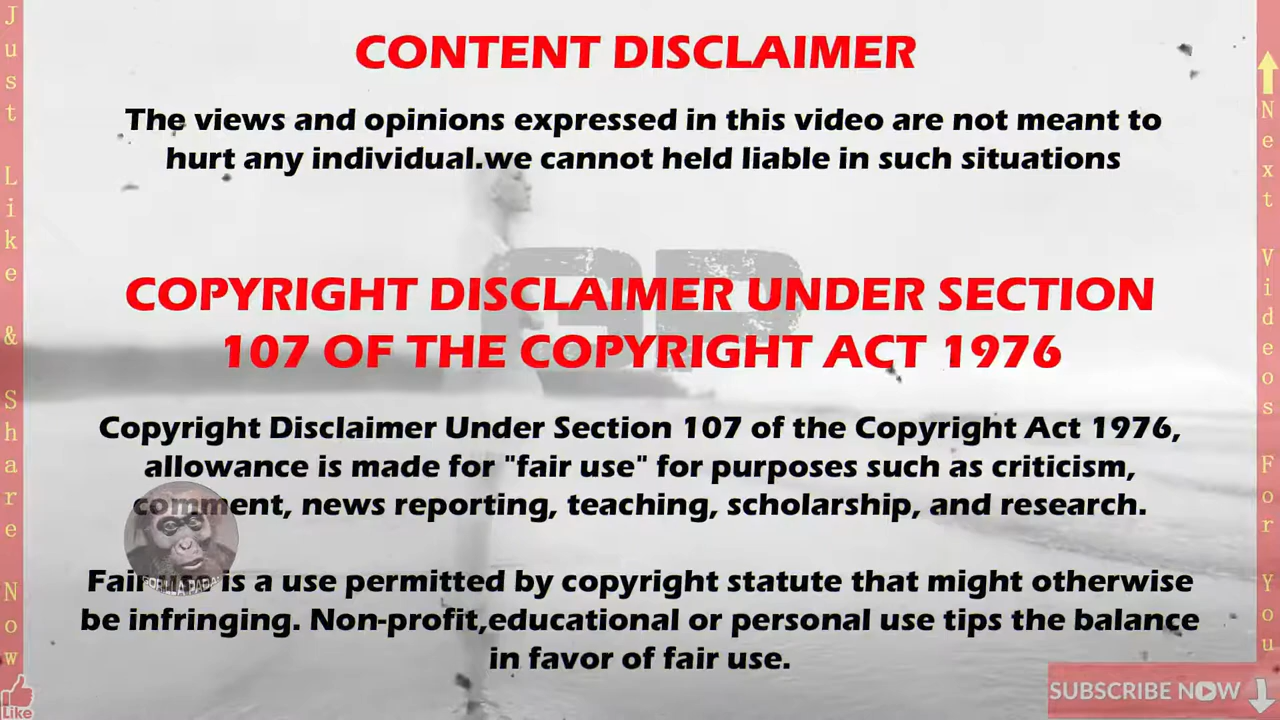 CONTENT DISCLAIMER
The views and opinions expressed in this video are not meant to
hurt any individual.we cannot held liable in such situations
COPYRIGHT DISCLAIMER UNDER SECTION
107 OF THE COPYRIGHT ACT 1976
Copyright Disclaimer Under Section 107 of the Copyright Act 1976,
allowance is made for "fair use" for purposes such as criticism,
comment, news reporting, teaching, scholarship, and research.
Fair use is a use permitted by copyright statute that might otherwise
be infringing. Non-profit,educational or personal use tips the balance
in favor of fair use.
Just Like & Share Now
Like
Next Videos For You
SUBSCRIBE NOW
GORILLA BABA